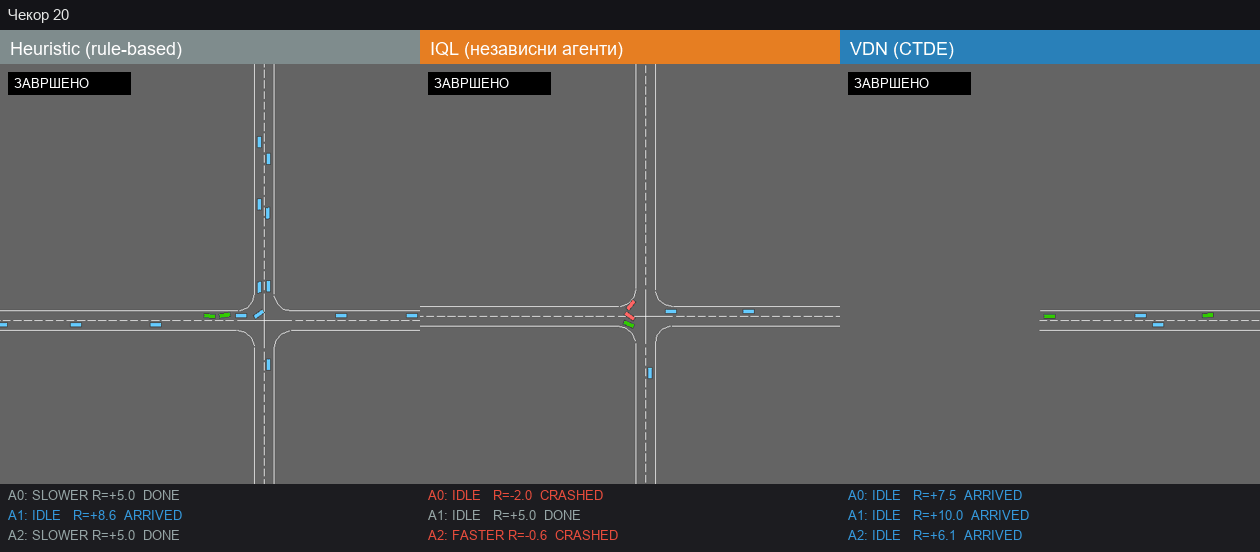 Чекор 20
Heuristic (rule-based)
IQL (независни агенти)
VDN (CTDE)
ЗАВРШЕНО
ЗАВРШЕНО
ЗАВРШЕНО
A0: SLOWER R=+5.0 DONE
A1: IDLE R=+8.6 ARRIVED
A2: SLOWER R=+5.0 DONE
A0: IDLE R=-2.0 CRASHED
A1: IDLE R=+5.0 DONE
A2: FASTER R=-0.6 CRASHED
A0: IDLE R=+7.5 ARRIVED
A1: IDLE R=+10.0 ARRIVED
A2: IDLE R=+6.1 ARRIVED